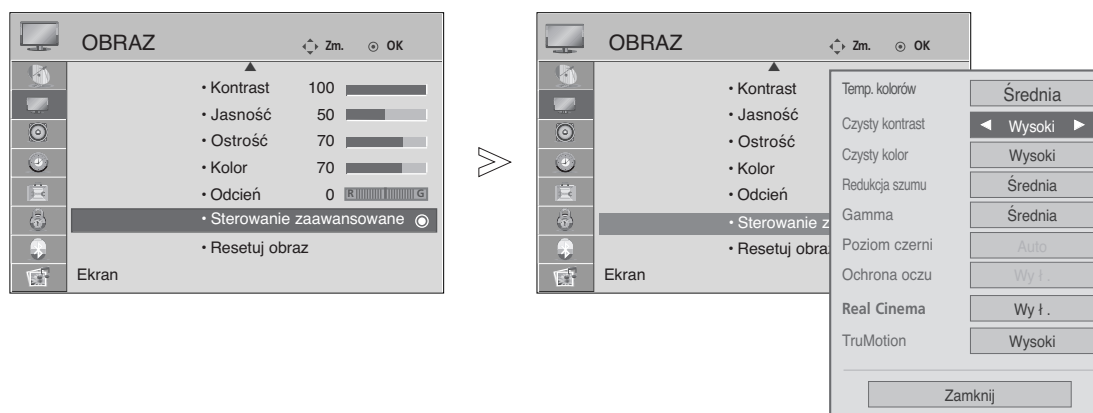 OBRAZ
Zm. OK
• Kontrast 100
• Jasność 50
• Ostrość 70
• Kolor 70
• Odcień 0 R G
• Sterowanie zaawansowane
• Resetuj obraz
Ekran
OBRAZ
Zm. OK
• Kontrast
• Jasność
• Ostrość
• Kolor
• Odcień
• Sterowanie z
• Resetuj obraz
Ekran
Temp. kolorów Średnia
Czysty kontrast ◄ Wysoki ►
Czysty kolor Wysoki
Redukcja szumu Średnia
Gamma Średnia
Poziom czerni Auto
Ochrona oczu Wy ł .
Real Cinema Wy ł .
TruMotion Wysoki
Zamknij